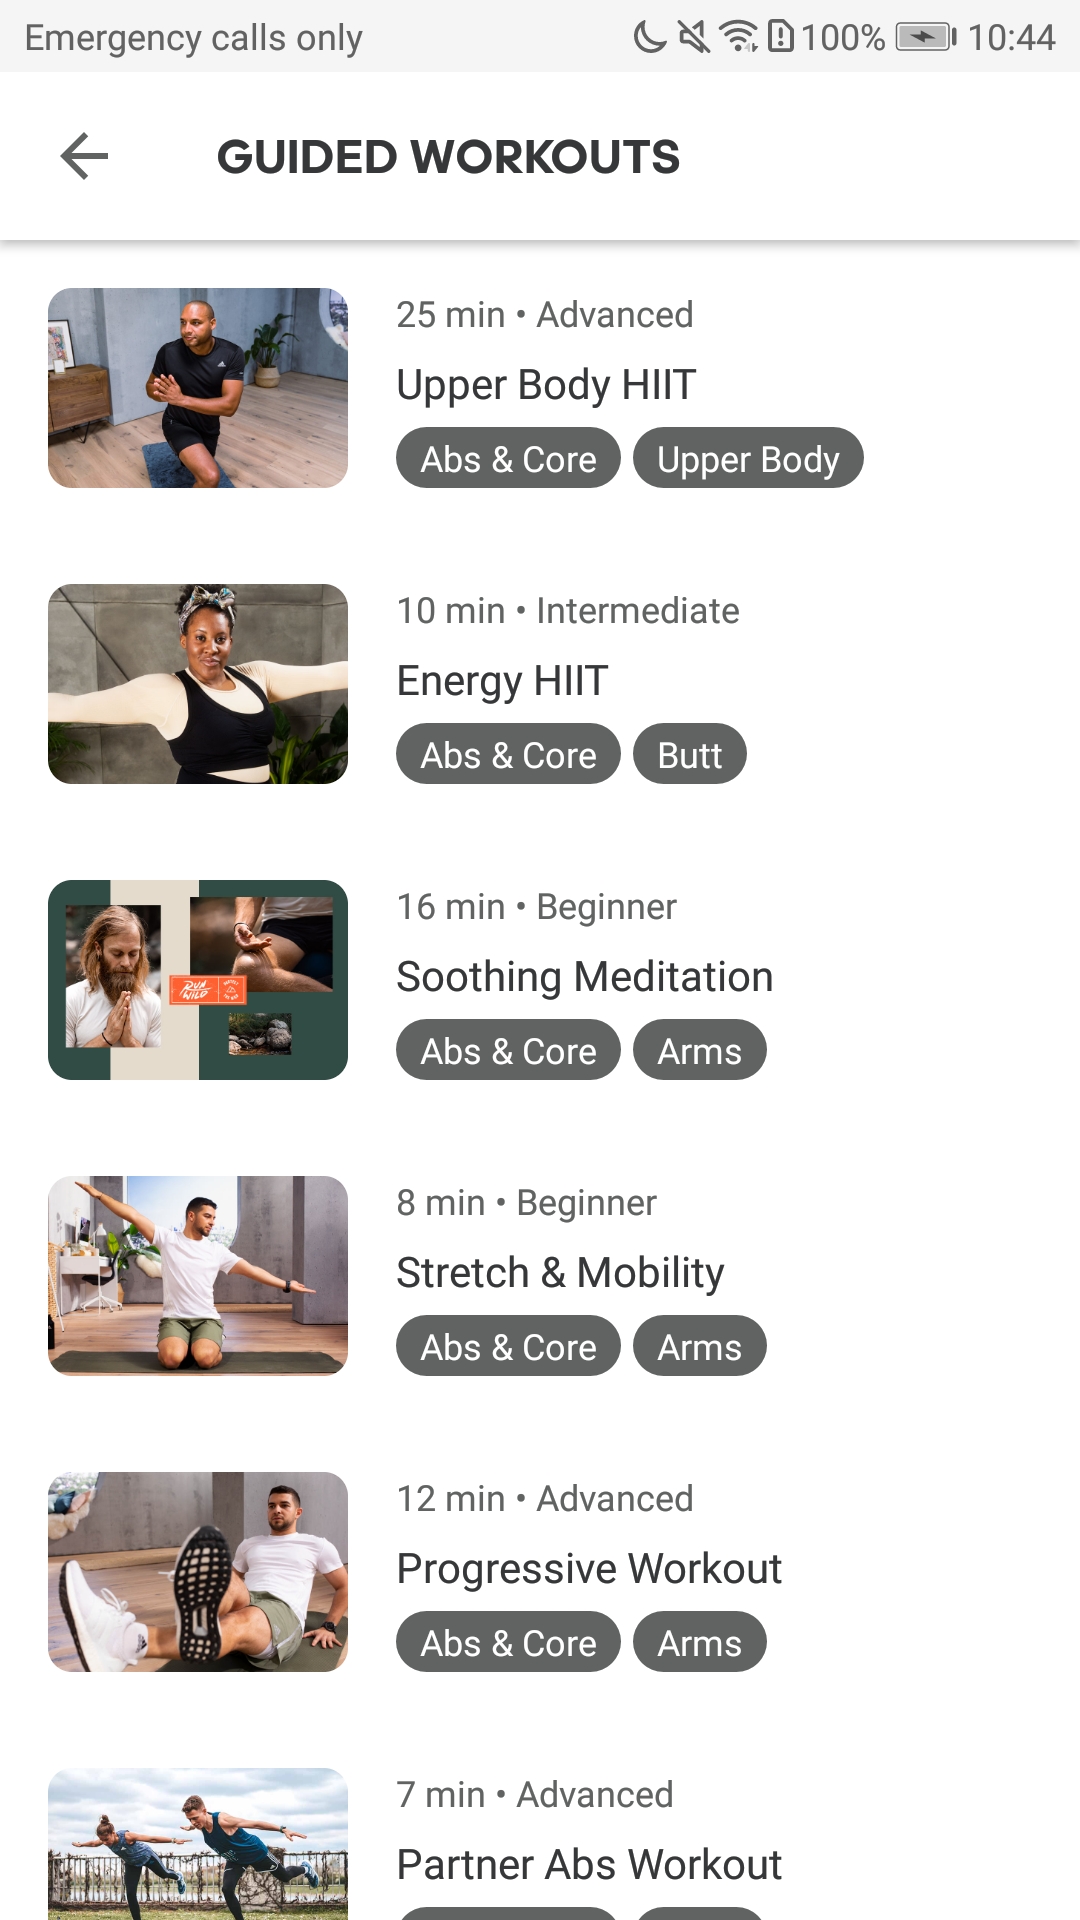 Emergency calls only 100% 10:44
GUIDED WORKOUTS
25 min • Advanced
Upper Body HIIT
Abs & Core Upper Body
10 min • Intermediate
Energy HIIT
Abs & Core Butt
16 min • Beginner
Soothing Meditation
Abs & Core Arms
RUN
WILD
8 min • Beginner
Stretch & Mobility
Abs & Core Arms
12 min • Advanced
Progressive Workout
Abs & Core Arms
7 min • Advanced
Partner Abs Workout